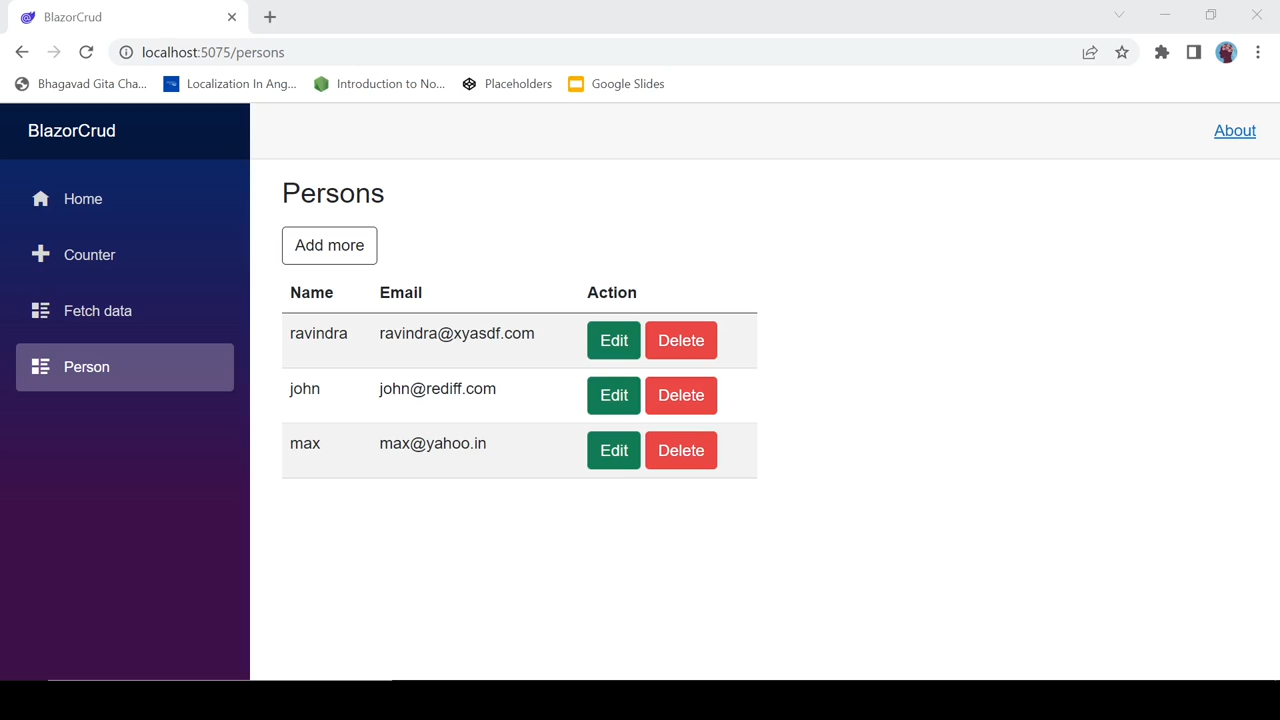 BlazorCrud
localhost:5075/persons
Bhagavad Gita Cha... Localization In Ang... Introduction to No... Placeholders Google Slides
BlazorCrud
About
Home
Counter
Fetch data
Person
Persons
Add more
Name Email Action
ravindra ravindra@xyasdf.com Edit Delete
john john@rediff.com Edit Delete
max max@yahoo.in Edit Delete